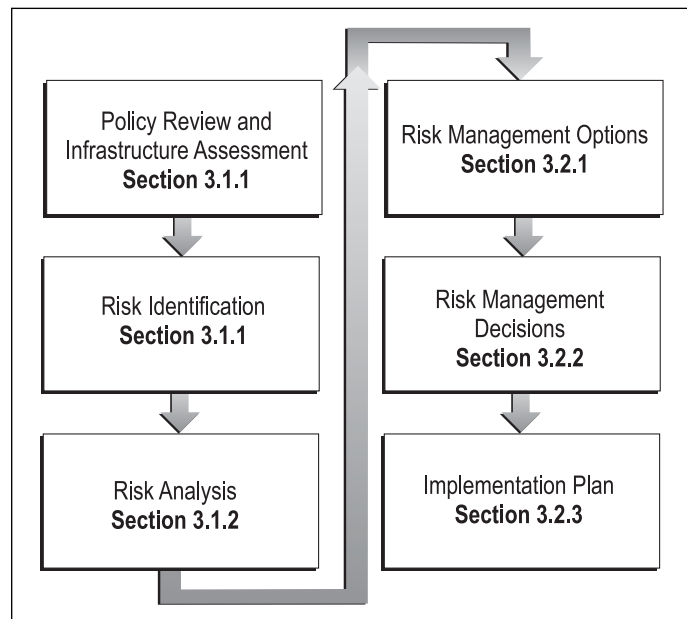 Policy Review and
Infrastructure Assessment
Section 3.1.1
Risk Identification
Section 3.1.1
Risk Analysis
Section 3.1.2
Risk Management Options
Section 3.2.1
Risk Management
Decisions
Section 3.2.2
Implementation Plan
Section 3.2.3